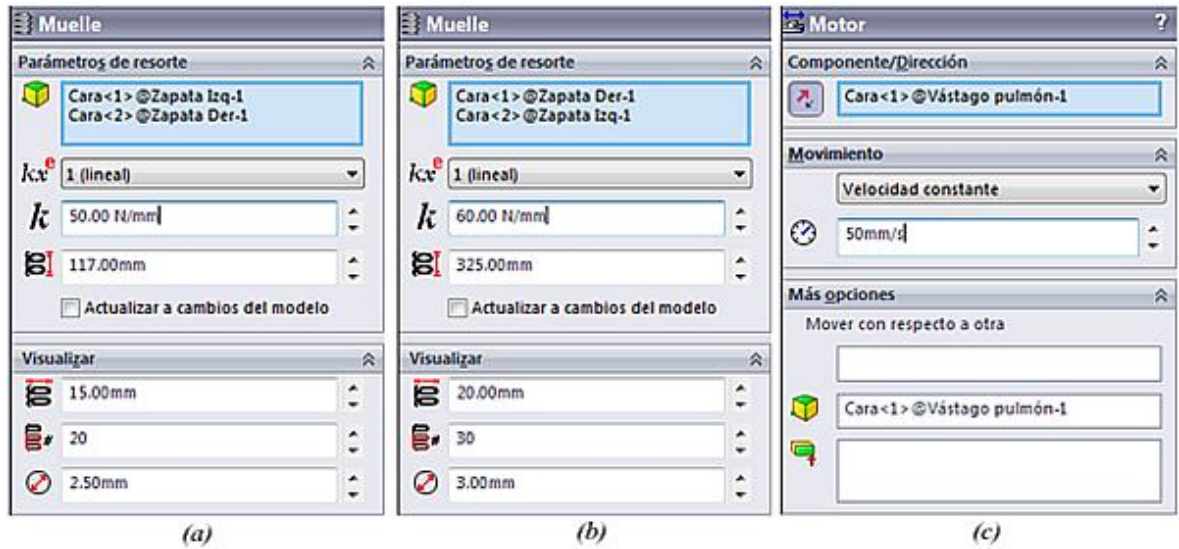 Muelle
Parámetros de resorte
Cara<1>@Zapata Izq-1
Cara<2>@Zapata Der-1
kx e 1 (lineal)
k 50.00 N/mm
117.00mm
Actualizar a cambios del modelo
Visualizar
15.00mm
# 20
2.50mm
(a)
Muelle
Parámetros de resorte
Cara<1>@Zapata Der-1
Cara<2>@Zapata Izq-1
kx e 1 (lineal)
k 60.00 N/mm
325.00mm
Actualizar a cambios del modelo
Visualizar
20.00mm
# 30
3.00mm
(b)
Motor ?
Componente/Dirección
Cara<1>@Vástago pulmón-1
Movimiento
Velocidad constante
50mm/s
Más opciones
Mover con respecto a otra
Cara<1>@Vástago pulmón-1
(c)